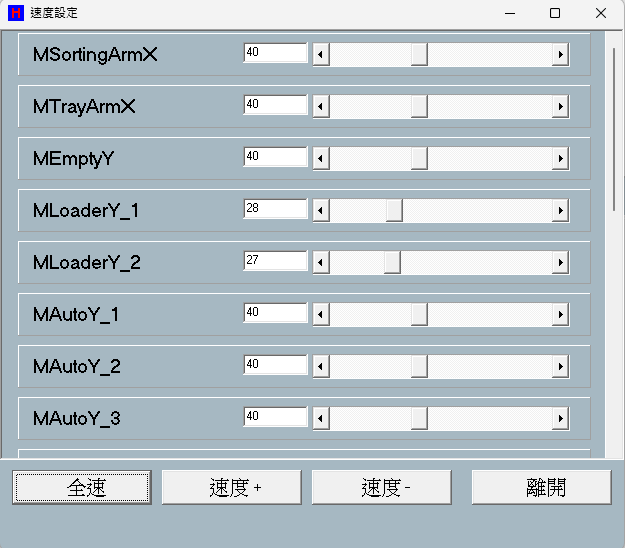 H 速度設定
MSortingArmX 40
MTrayArmX 40
MEmptyY 40
MLoaderY_1 28
MLoaderY_2 27
MAutoY_1 40
MAutoY_2 40
MAutoY_3 40
全速 速度+ 速度- 離開